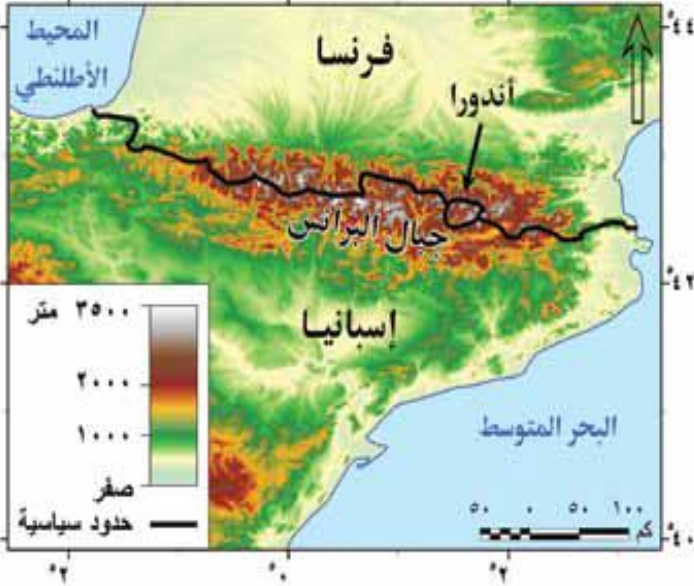 المحيط
الأطلنطي
فرنسا
أندورا
جبال البرانس
إسبانيا
البحر المتوسط
٣٥٠٠ متر
٢٠٠٠
١٠٠٠
صفر
حدود سياسية
٥٠ ٠ ٥٠ ١٠٠
كم
٤٤°
٤٢°
٤٠°
٢° ٠° ٢°